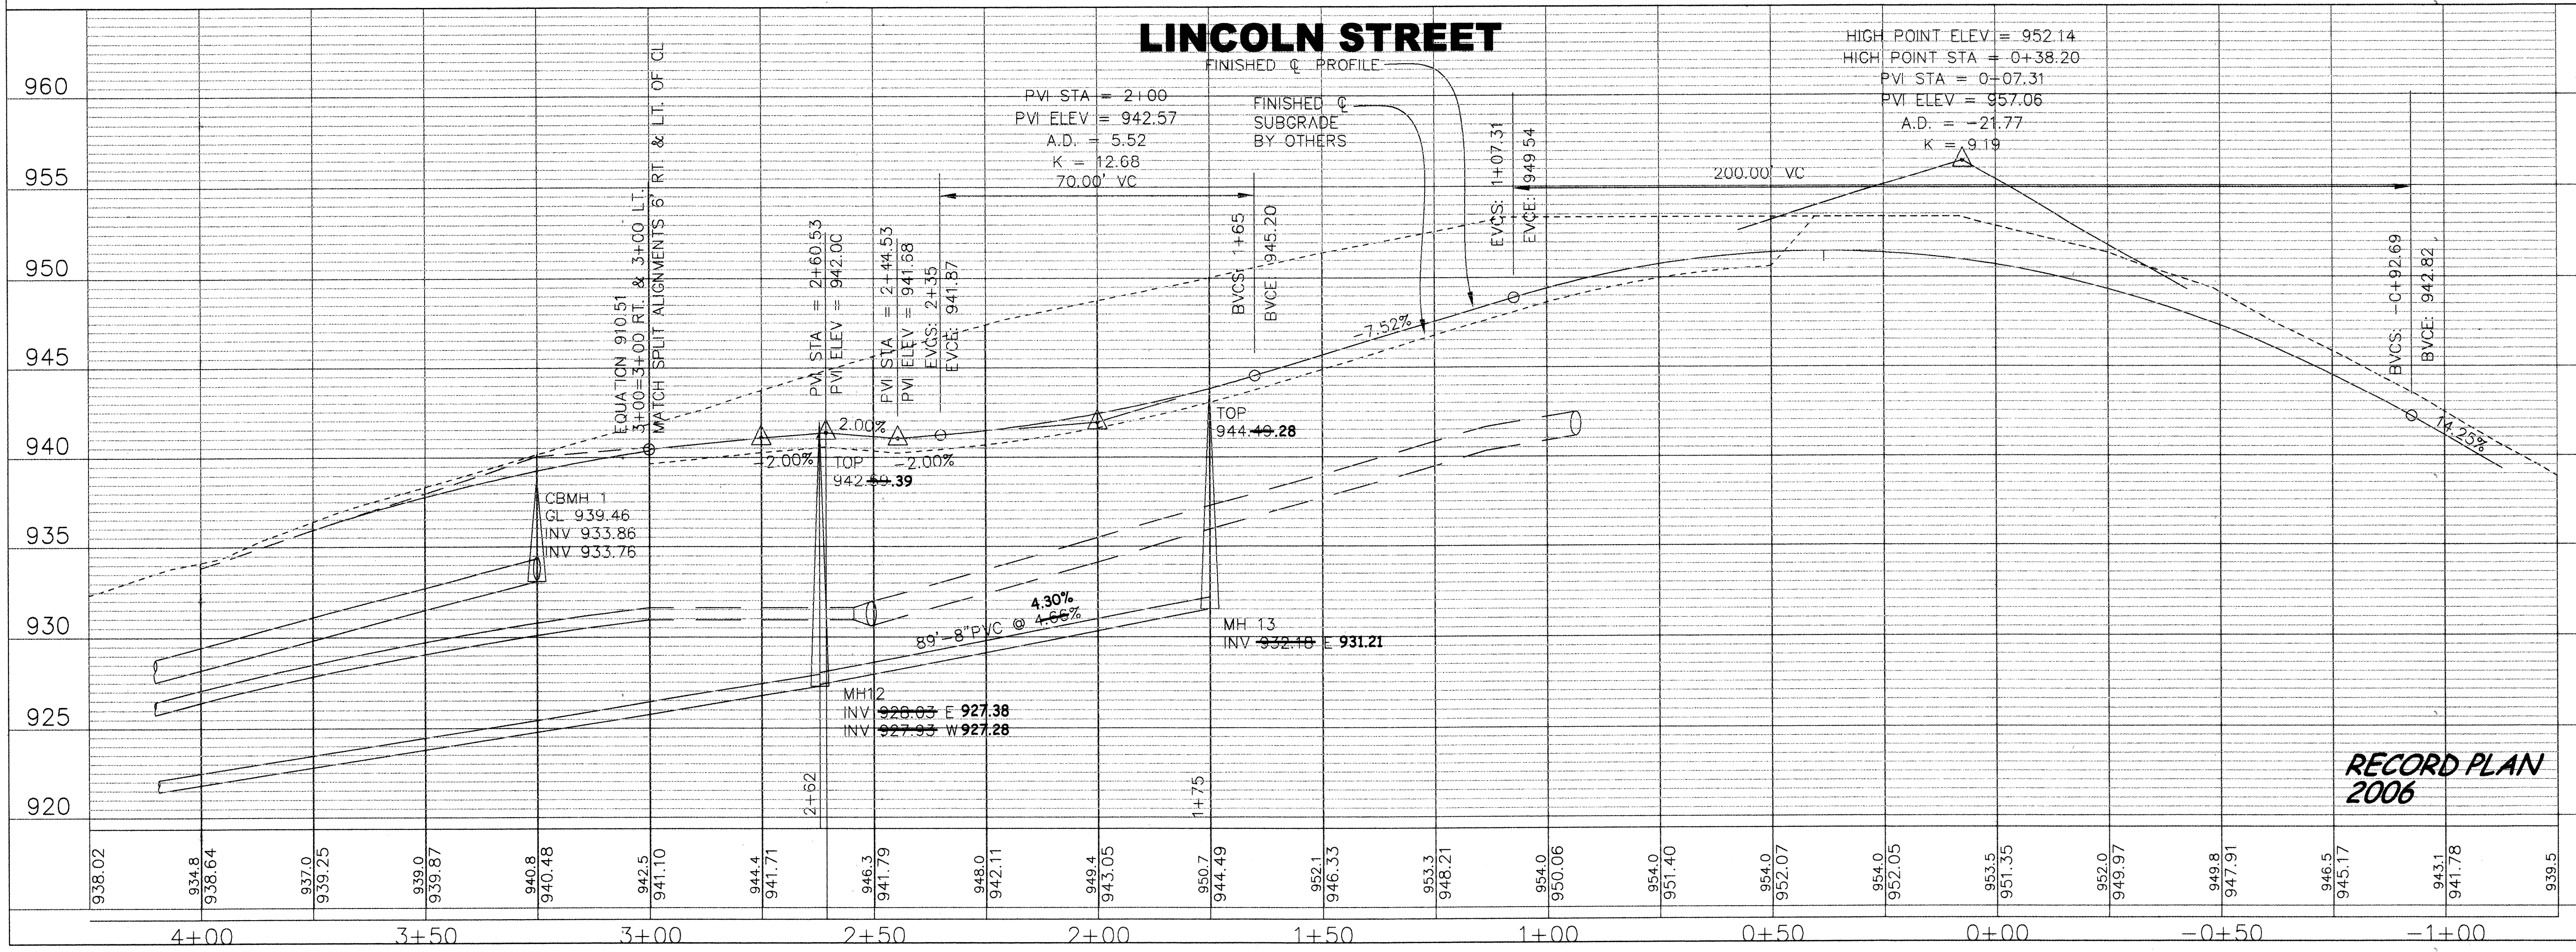 LINCOLN STREET
FINISHED ℄ PROFILE
HIGH POINT ELEV = 952.14
HIGH POINT STA = 0+38.20
PVI STA = 0-07.31
PVI ELEV = 957.06
A.D. = -21.77
K = 9.19
200.00' VC
PVI STA = 2+00
PVI ELEV = 942.57
A.D. = 5.52
K = 12.68
70.00' VC
FINISHED ℄
SUBGRADE
BY OTHERS
960
955
950
945
940
935
930
925
920
EQUATION 910.51
3+00=3+00 RT. & 3+00 LT.
MATCH SPLIT ALIGNMENTS 6' RT. & LT. OF CL
PVI STA = 2+60.53
PVI ELEV = 942.00
PVI STA = 2+44.53
PVI ELEV = 941.68
EVCS: 2+35
EVCE: 941.87
BVCS: 1+65
BVCE: 945.20
EVCS: 1+07.31
EVCE: 949.54
BVCS: -0+92.69
BVCE: 942.82
-7.52%
14.25%
2.00%
-2.00%
-2.00%
TOP
942.59 .39
TOP
944.49 .28
CBMH 1
GL 939.46
INV 933.86
INV 933.76
4.30%
89'-8"PVC @ 4.66%
MH 13
INV 932.18 E 931.21
MH12
INV 928.03 E 927.38
INV 927.93 W 927.28
2+62
1+75
RECORD PLAN
2006
938.02
934.8
938.64
937.0
939.25
939.0
939.87
940.8
940.48
942.5
941.10
944.4
941.71
946.3
941.79
948.0
942.11
949.4
943.05
950.7
944.49
952.1
946.33
953.3
948.21
954.0
950.06
954.0
951.40
954.0
952.07
954.0
952.05
953.5
951.35
952.0
949.97
949.8
947.91
946.5
945.17
943.1
941.78
939.5
4+00
3+50
3+00
2+50
2+00
1+50
1+00
0+50
0+00
-0+50
-1+00